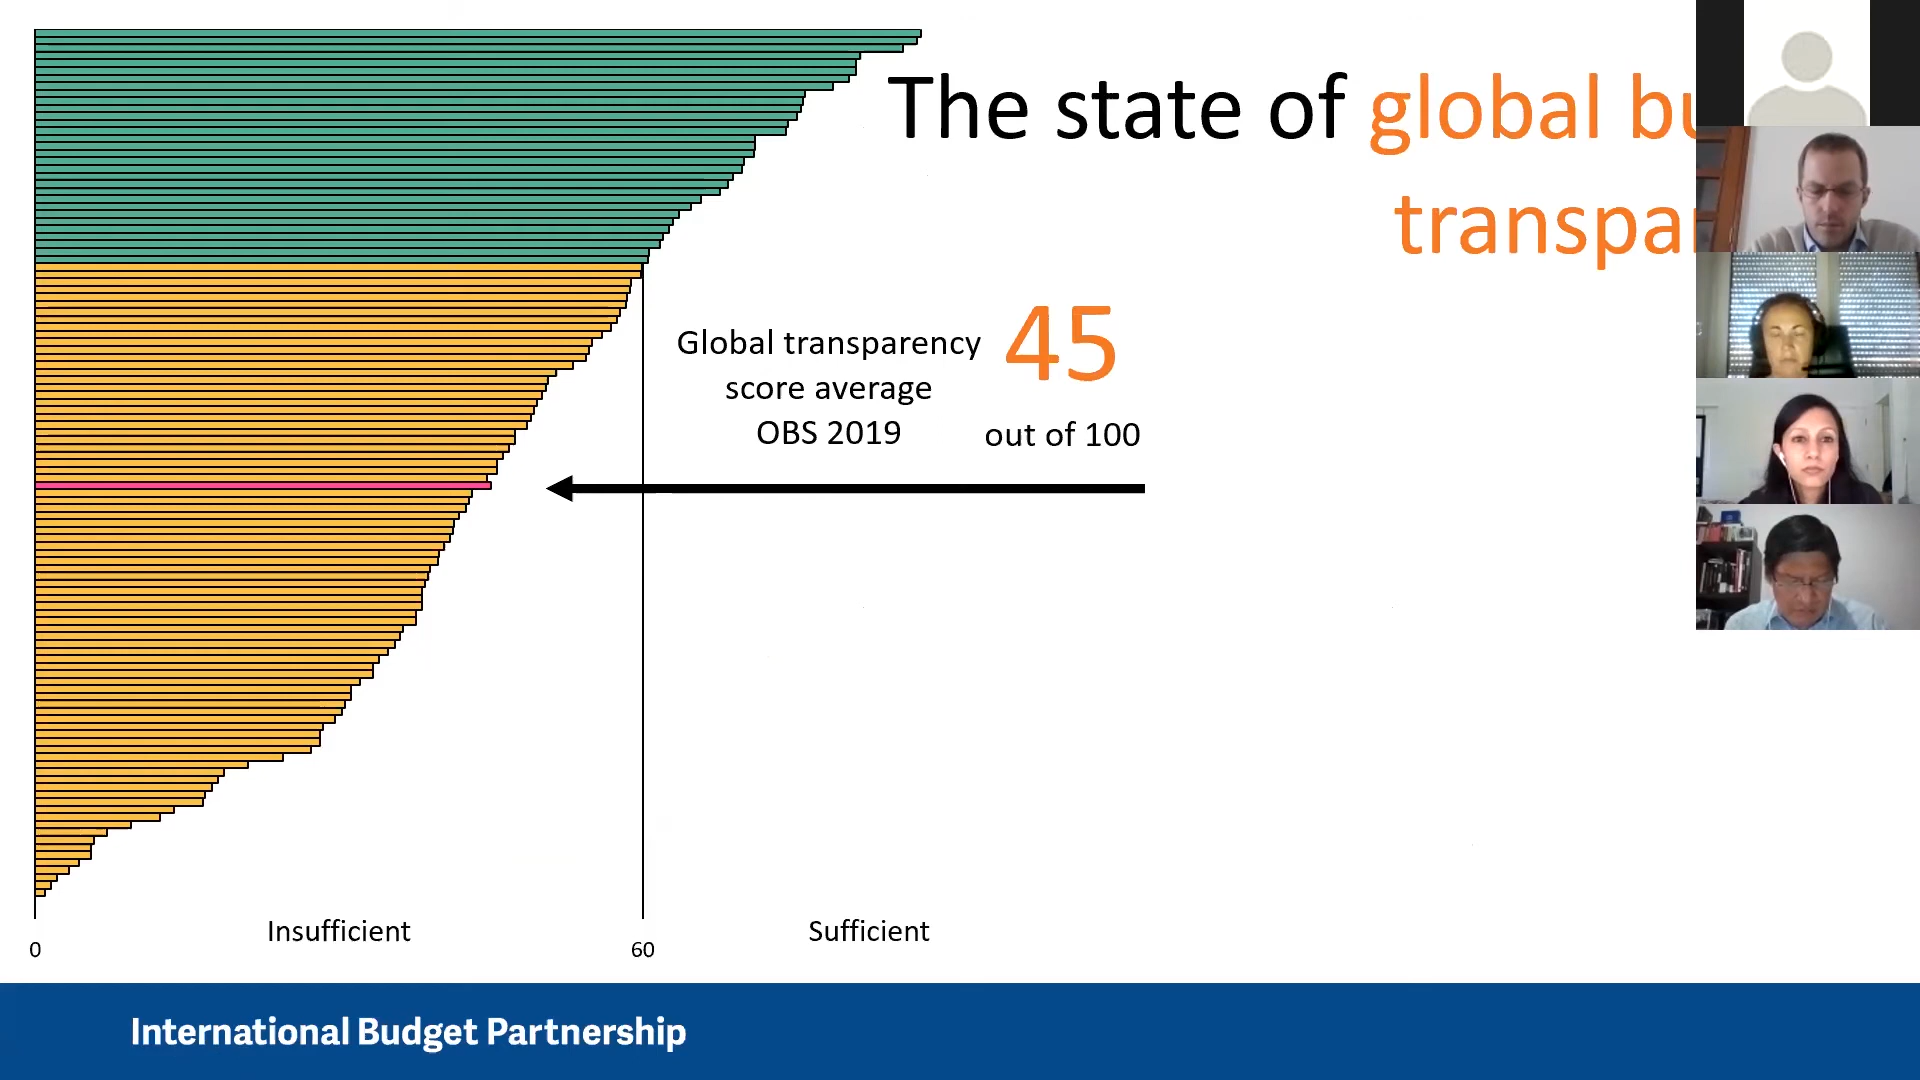 The state of global bu
transpar
Global transparency
score average
OBS 2019
45
out of 100
Insufficient
Sufficient
0
60
International Budget Partnership